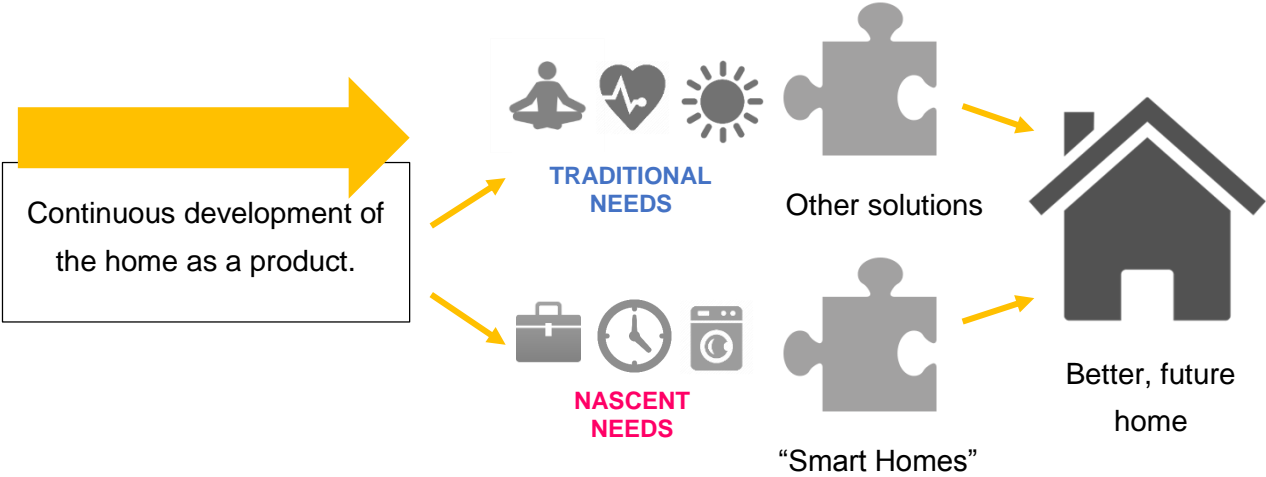 Continuous development of
the home as a product.
TRADITIONAL
NEEDS
Other solutions
NASCENT
NEEDS
“Smart Homes”
Better, future
home